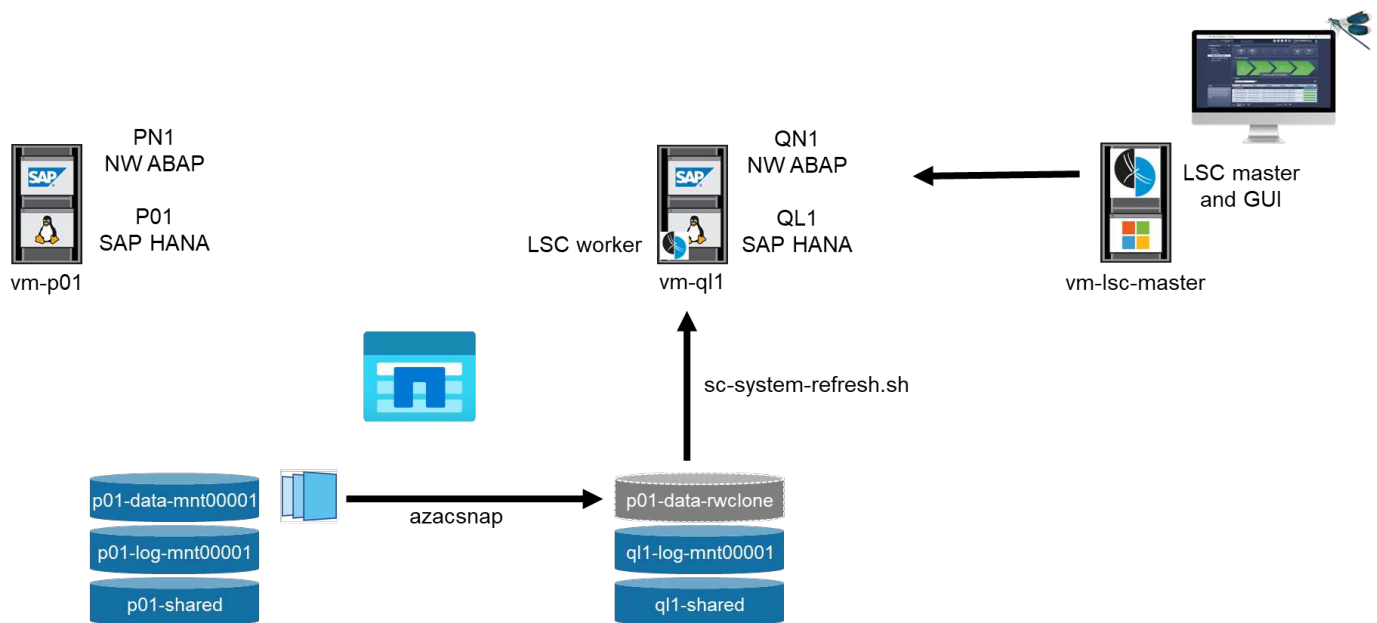 PN1
NW ABAP
SAP
P01
SAP HANA
vm-p01
QN1
NW ABAP
SAP
QL1
SAP HANA
LSC worker
vm-ql1
LSC master
and GUI
vm-lsc-master
sc-system-refresh.sh
p01-data-mnt00001
azacsnap
p01-data-rwclone
p01-log-mnt00001
ql1-log-mnt00001
p01-shared
ql1-shared